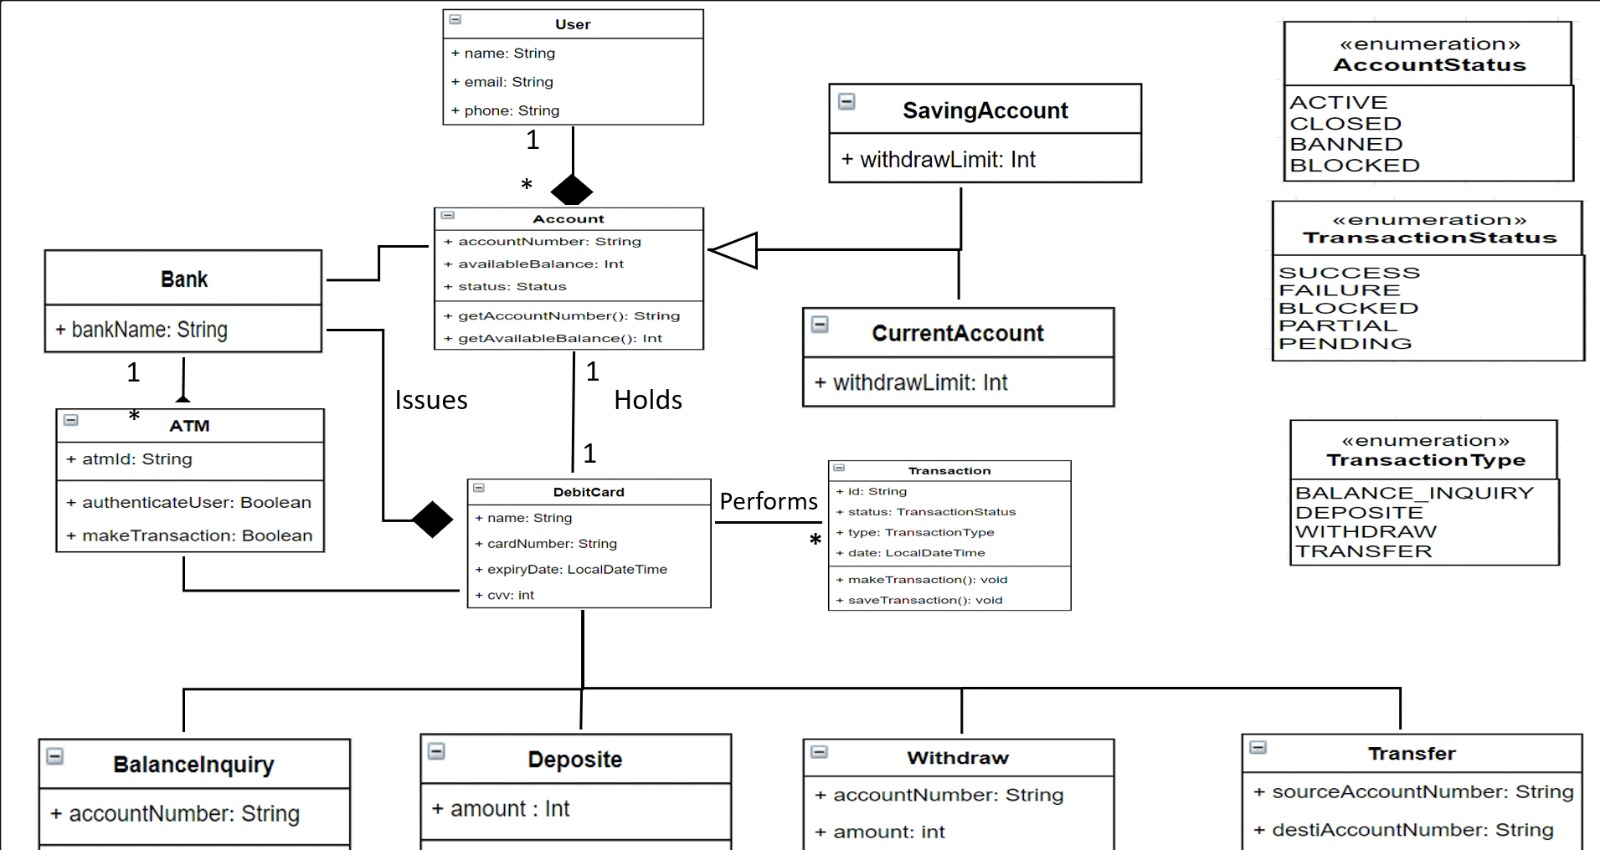 User
+ name: String
+ email: String
+ phone: String
1
*
Account
+ accountNumber: String
+ availableBalance: Int
+ status: Status
+ getAccountNumber(): String
+ getAvailableBalance(): Int
SavingAccount
+ withdrawLimit: Int
CurrentAccount
+ withdrawLimit: Int
«enumeration»
AccountStatus
ACTIVE
CLOSED
BANNED
BLOCKED
«enumeration»
TransactionStatus
SUCCESS
FAILURE
BLOCKED
PARTIAL
PENDING
«enumeration»
TransactionType
BALANCE_INQUIRY
DEPOSITE
WITHDRAW
TRANSFER
Bank
+ bankName: String
1
*
ATM
+ atmId: String
+ authenticateUser: Boolean
+ makeTransaction: Boolean
Issues
1
Holds
1
DebitCard
+ name: String
+ cardNumber: String
+ expiryDate: LocalDateTime
+ cvv: int
Performs
*
Transaction
+ id: String
+ status: TransactionStatus
+ type: TransactionType
+ date: LocalDateTime
+ makeTransaction(): void
+ saveTransaction(): void
BalanceInquiry
+ accountNumber: String
Deposite
+ amount : Int
Withdraw
+ accountNumber: String
+ amount: int
Transfer
+ sourceAccountNumber: String
+ destiAccountNumber: String